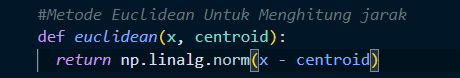 #Metode Euclidean Untuk Menghitung jarak
def euclidean(x, centroid):
return np.linalg.norm(x - centroid)